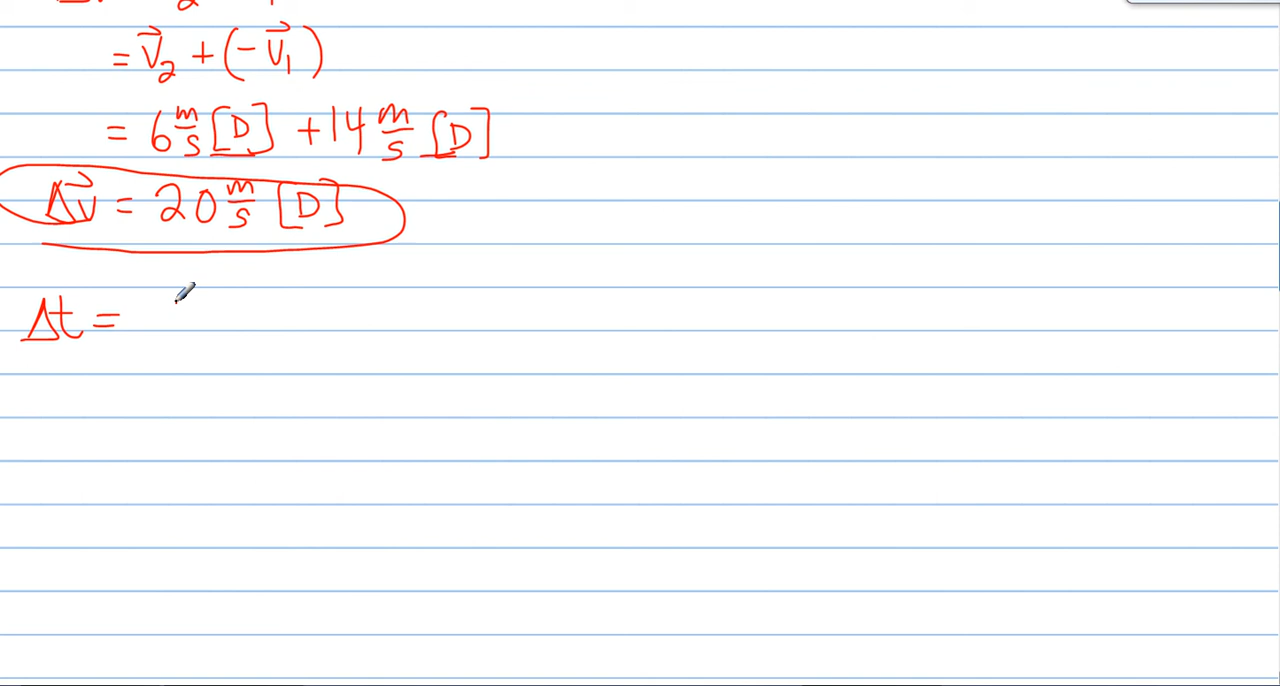 = v⃗₂ + (-v⃗₁)
= 6 m/s [D] + 14 m/s [D]
Δv⃗ = 20 m/s [D]
Δt =